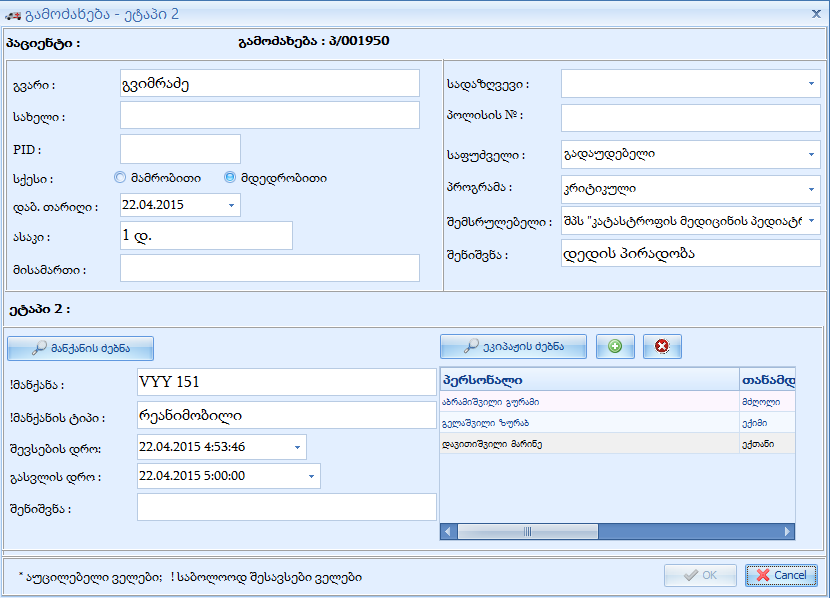 გამოძახება - ეტაპი 2
პაციენტი : გამოძახება : პ/001950
გვარი : გვიმრაძე
სახელი :
PID :
სქესი : მამრობითი მდედრობითი
დაბ. თარიღი : 22.04.2015
ასაკი : 1 დ.
მისამართი :
სადაზღვევი :
პოლისის № :
საფუძველი : გადაუდებელი
პროგრამა : კრიტიკული
შემსრულებელი : შპს "კატასტროფის მედიცინის პედიატრ
შენიშვნა : დედის პირადობა
ეტაპი 2 :
მანქანის ძებნა
!მანქანა : VYY 151
!მანქანის ტიპი : რეანიმობილი
შევსების დრო: 22.04.2015 4:53:46
გასვლის დრო : 22.04.2015 5:00:00
შენიშვნა :
ეკიპაჟის ძებნა
პერსონალი თანამდ
აბრამიშვილი გურამი მძღოლი
გელაშვილი ზურაბ ექიმი
დავითიშვილი მარინე ექთანი
* აუცილებელი ველები; ! საბოლოოდ შესავსები ველები
OK Cancel